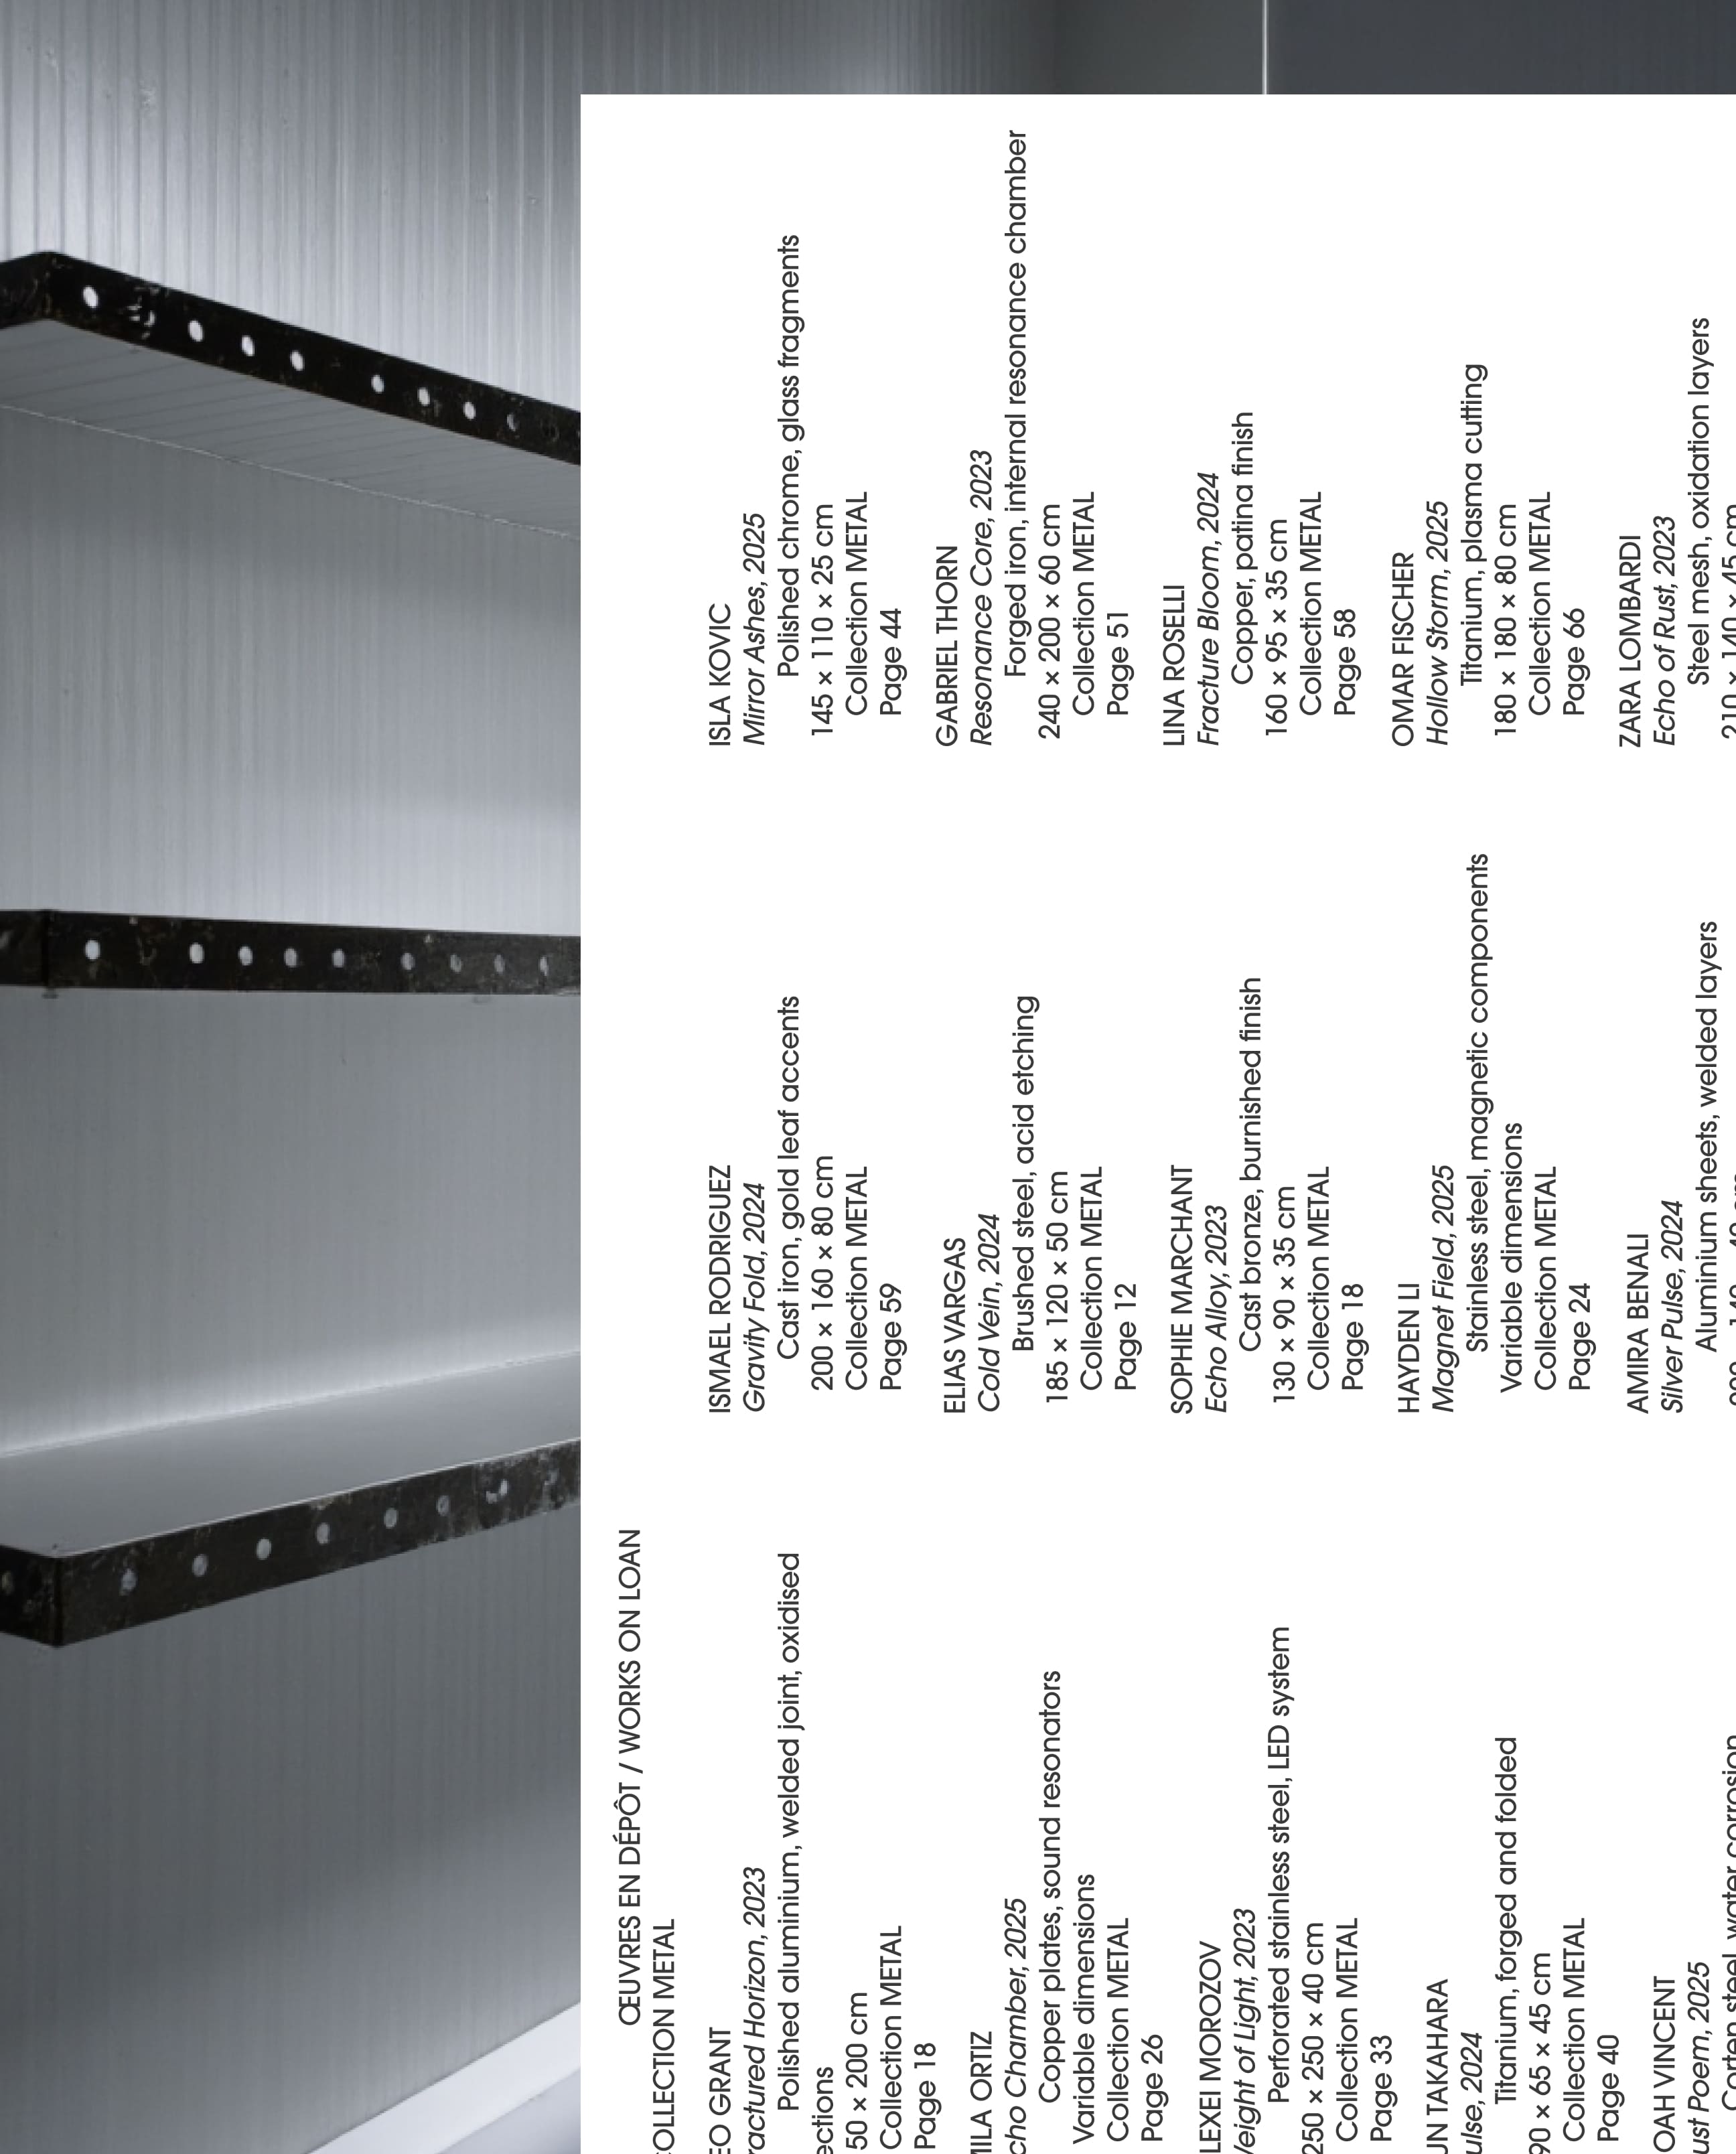 ŒUVRES EN DÉPÔT / WORKS ON LOAN
COLLECTION METAL
EO GRANT
ractured Horizon, 2023
Polished aluminium, welded joint, oxidised
ections
50 × 200 cm
Collection METAL
Page 18
MILA ORTIZ
cho Chamber, 2025
Copper plates, sound resonators
Variable dimensions
Collection METAL
Page 26
LEXEI MOROZOV
Weight of Light, 2023
Perforated stainless steel, LED system
250 × 250 × 40 cm
Collection METAL
Page 33
UN TAKAHARA
ulse, 2024
Titanium, forged and folded
90 × 65 × 45 cm
Collection METAL
Page 40
OAH VINCENT
ust Poem, 2025
Corten steel, water corrosion
ISMAEL RODRIGUEZ
Gravity Fold, 2024
Cast iron, gold leaf accents
200 × 160 × 80 cm
Collection METAL
Page 59
ELIAS VARGAS
Cold Vein, 2024
Brushed steel, acid etching
185 × 120 × 50 cm
Collection METAL
Page 12
SOPHIE MARCHANT
Echo Alloy, 2023
Cast bronze, burnished finish
130 × 90 × 35 cm
Collection METAL
Page 18
HAYDEN LI
Magnet Field, 2025
Stainless steel, magnetic components
Variable dimensions
Collection METAL
Page 24
AMIRA BENALI
Silver Pulse, 2024
Aluminium sheets, welded layers
ISLA KOVIC
Mirror Ashes, 2025
Polished chrome, glass fragments
145 × 110 × 25 cm
Collection METAL
Page 44
GABRIEL THORN
Resonance Core, 2023
Forged iron, internal resonance chamber
240 × 200 × 60 cm
Collection METAL
Page 51
LINA ROSELLI
Fracture Bloom, 2024
Copper, patina finish
160 × 95 × 35 cm
Collection METAL
Page 58
OMAR FISCHER
Hollow Storm, 2025
Titanium, plasma cutting
180 × 180 × 80 cm
Collection METAL
Page 66
ZARA LOMBARDI
Echo of Rust, 2023
Steel mesh, oxidation layers
210 × 140 × 45 cm